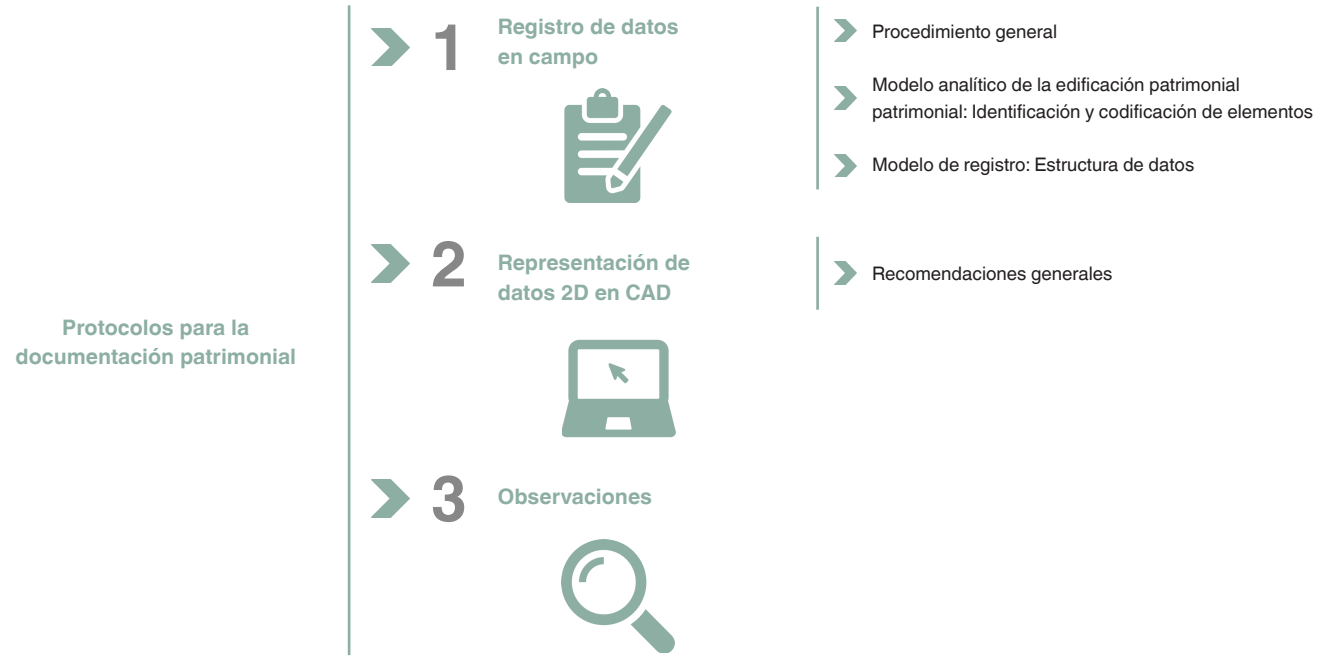 Protocolos para la
documentación patrimonial
1
Registro de datos
en campo
Procedimiento general
Modelo analítico de la edificación patrimonial
patrimonial: Identificación y codificación de elementos
Modelo de registro: Estructura de datos
2
Representación de
datos 2D en CAD
Recomendaciones generales
3
Observaciones